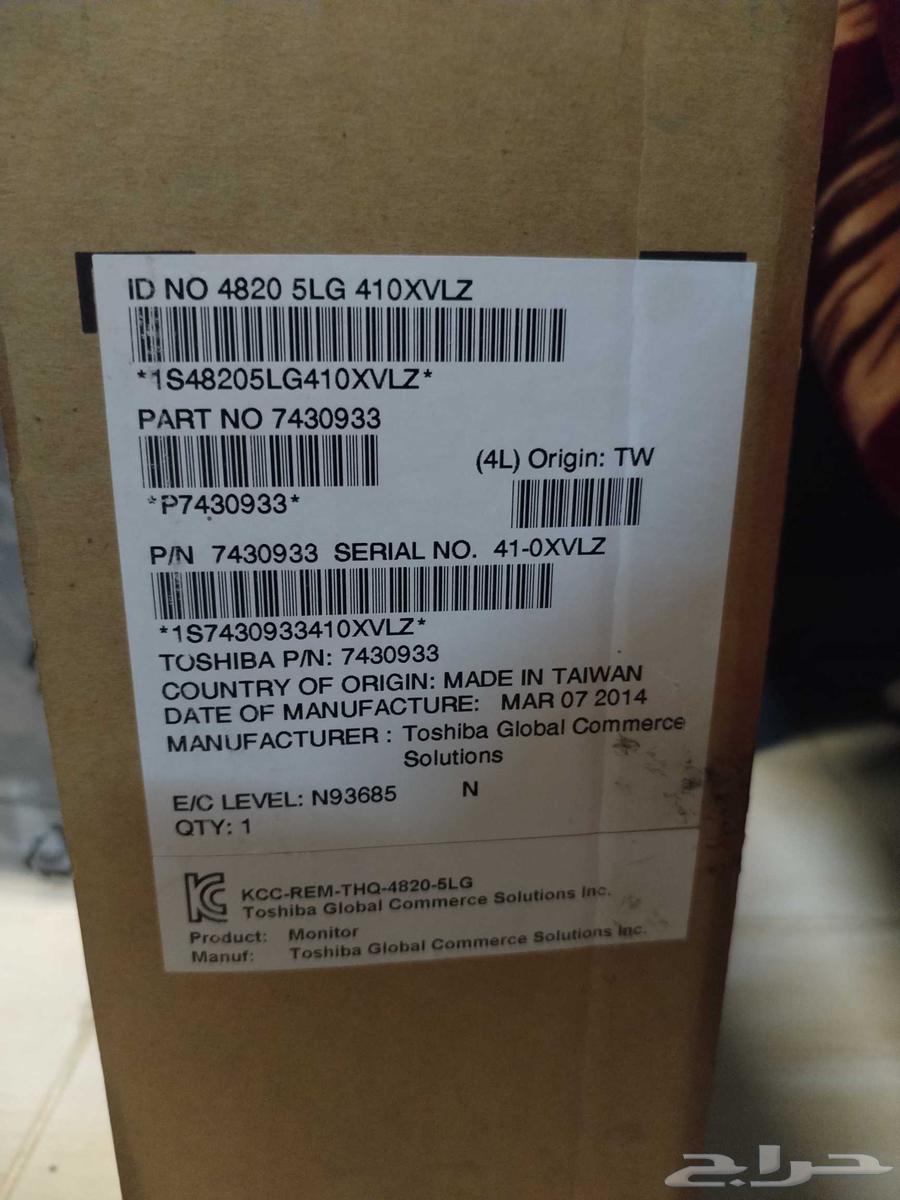 ID NO 4820 5LG 410XVLZ
*1S48205LG410XVLZ*
PART NO 7430933
*P7430933*
(4L) Origin: TW
P/N 7430933 SERIAL NO. 41-0XVLZ
*1S7430933410XVLZ*
TOSHIBA P/N: 7430933
COUNTRY OF ORIGIN: MADE IN TAIWAN
DATE OF MANUFACTURE: MAR 07 2014
MANUFACTURER : Toshiba Global Commerce
Solutions
E/C LEVEL: N93685 N
QTY: 1
KCC-REM-THQ-4820-5LG
Toshiba Global Commerce Solutions Inc.
Product: Monitor
Manuf: Toshiba Global Commerce Solutions Inc.
حراج